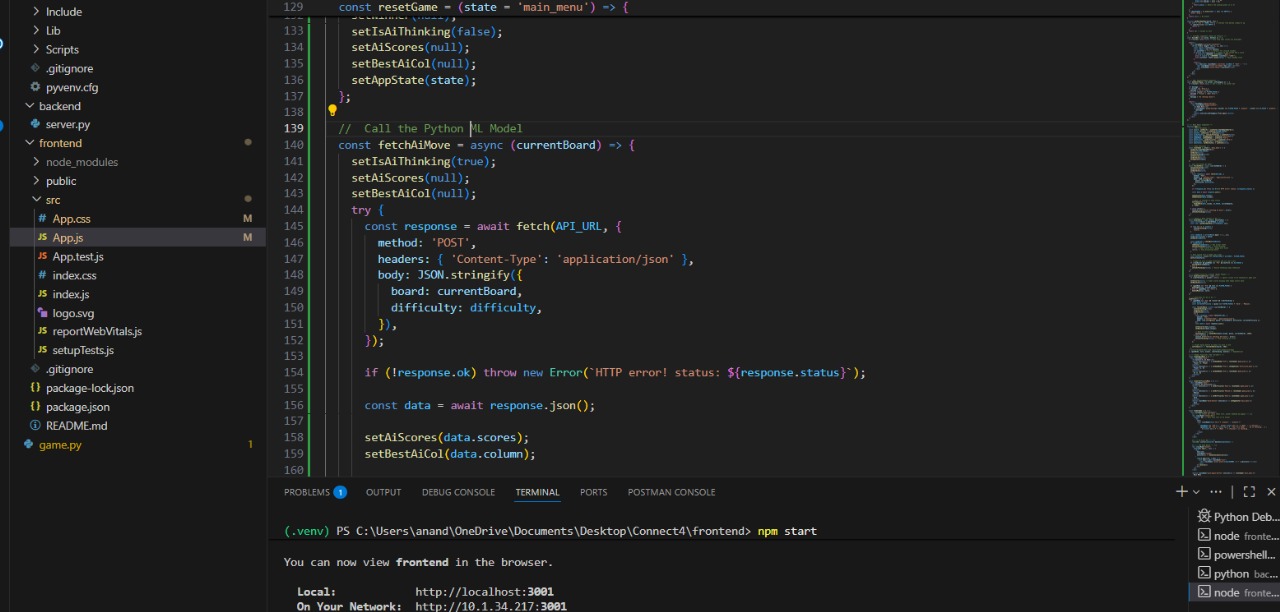 Include
Lib
Scripts
.gitignore
pyvenv.cfg
backend
server.py
frontend
node_modules
public
src
# App.css M
JS App.js M
JS App.test.js
# index.css
JS index.js
logo.svg
JS reportWebVitals.js
JS setupTests.js
.gitignore
{} package-lock.json
{} package.json
README.md
game.py 1
129 const resetGame = (state = 'main_menu') => {
133 setIsAiThinking(false);
134 setAiScores(null);
135 setBestAiCol(null);
136 setAppState(state);
137 };
138
139 // Call the Python ML Model
140 const fetchAiMove = async (currentBoard) => {
141 setIsAiThinking(true);
142 setAiScores(null);
143 setBestAiCol(null);
144 try {
145 const response = await fetch(API_URL, {
146 method: 'POST',
147 headers: { 'Content-Type': 'application/json' },
148 body: JSON.stringify({
149 board: currentBoard,
150 difficulty: difficulty,
151 }),
152 });
153
154 if (!response.ok) throw new Error(`HTTP error! status: ${response.status}`);
155
156 const data = await response.json();
157
158 setAiScores(data.scores);
159 setBestAiCol(data.column);
160
PROBLEMS 1 OUTPUT DEBUG CONSOLE TERMINAL PORTS POSTMAN CONSOLE
(.venv) PS C:\Users\anand\OneDrive\Documents\Desktop\Connect4\frontend> npm start
You can now view frontend in the browser.
Local: http://localhost:3001
On Your Network: http://10.1.34.217:3001
Python Deb...
node fronte...
powershell...
python bac...
node fronte...